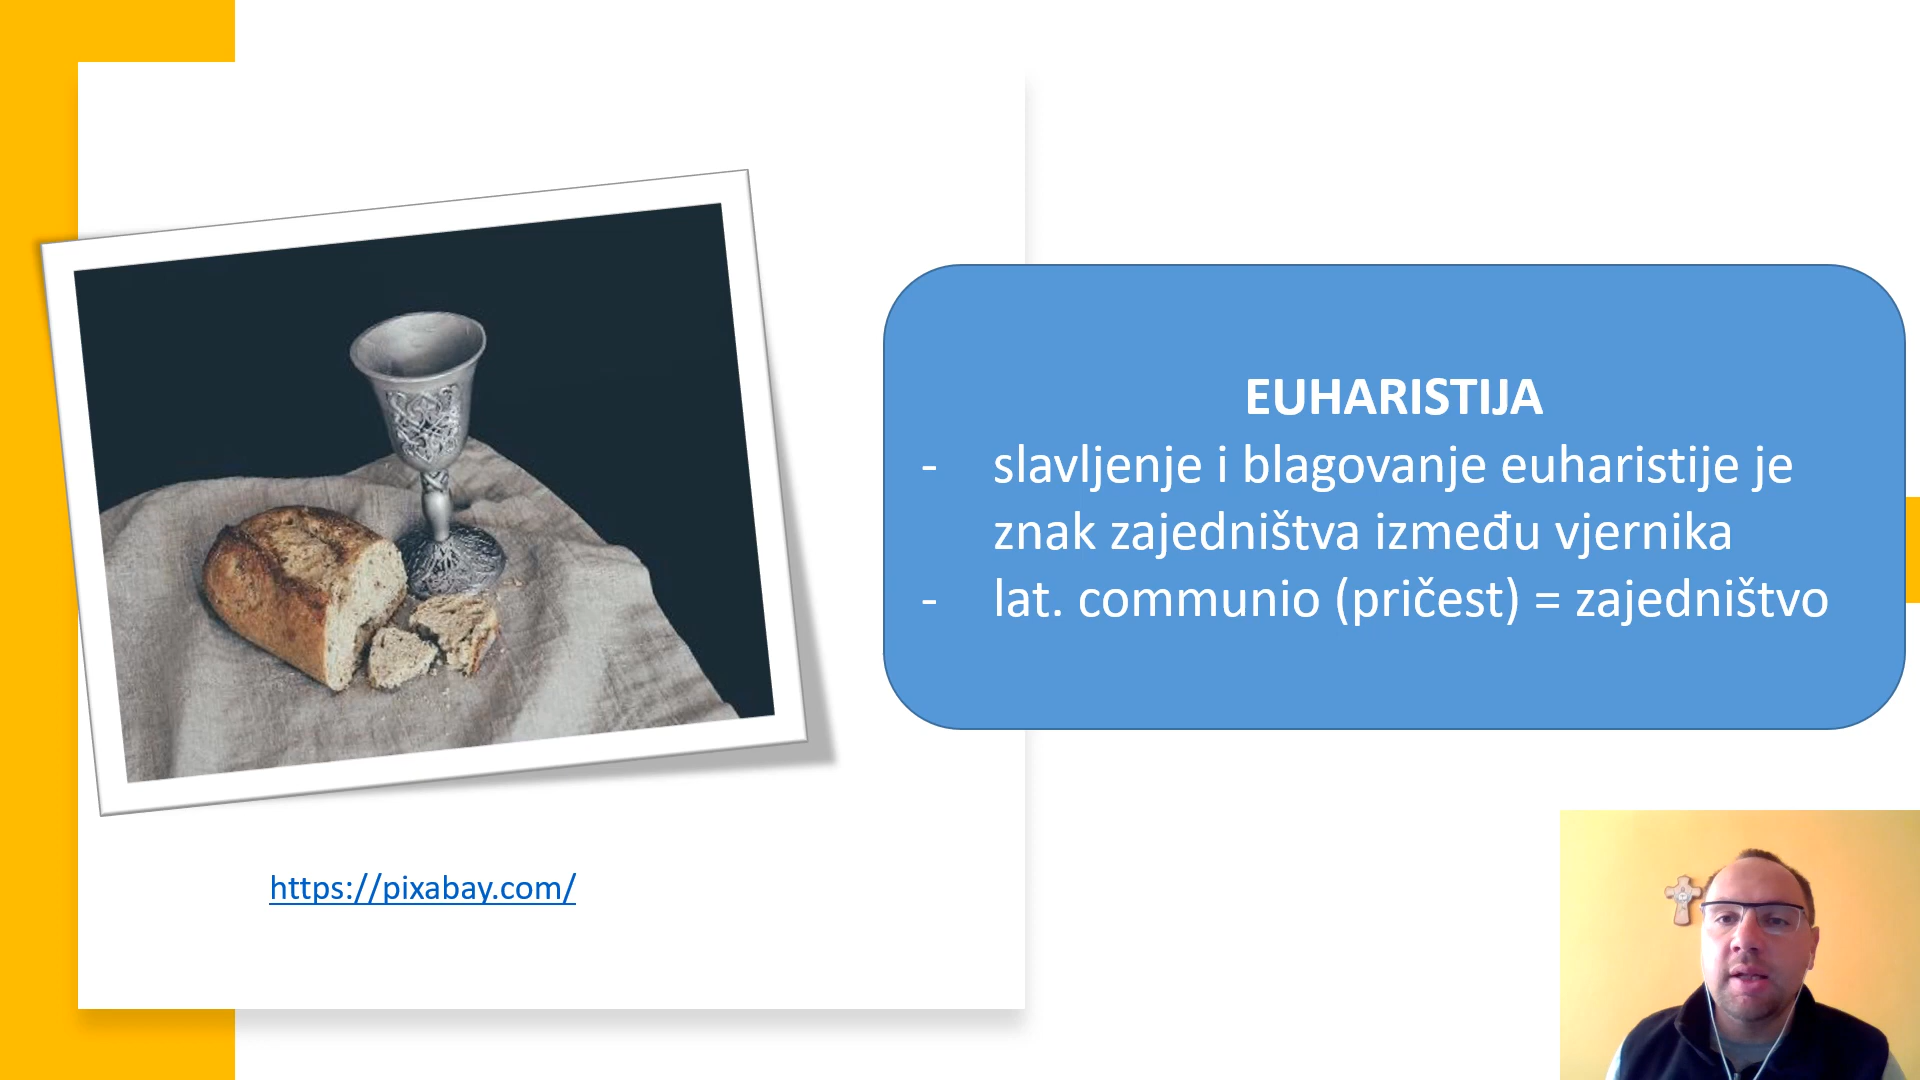 EUHARISTIJA
- slavljenje i blagovanje euharistije je
znak zajedništva između vjernika
- lat. communio (pričest) = zajedništvo
https://pixabay.com/